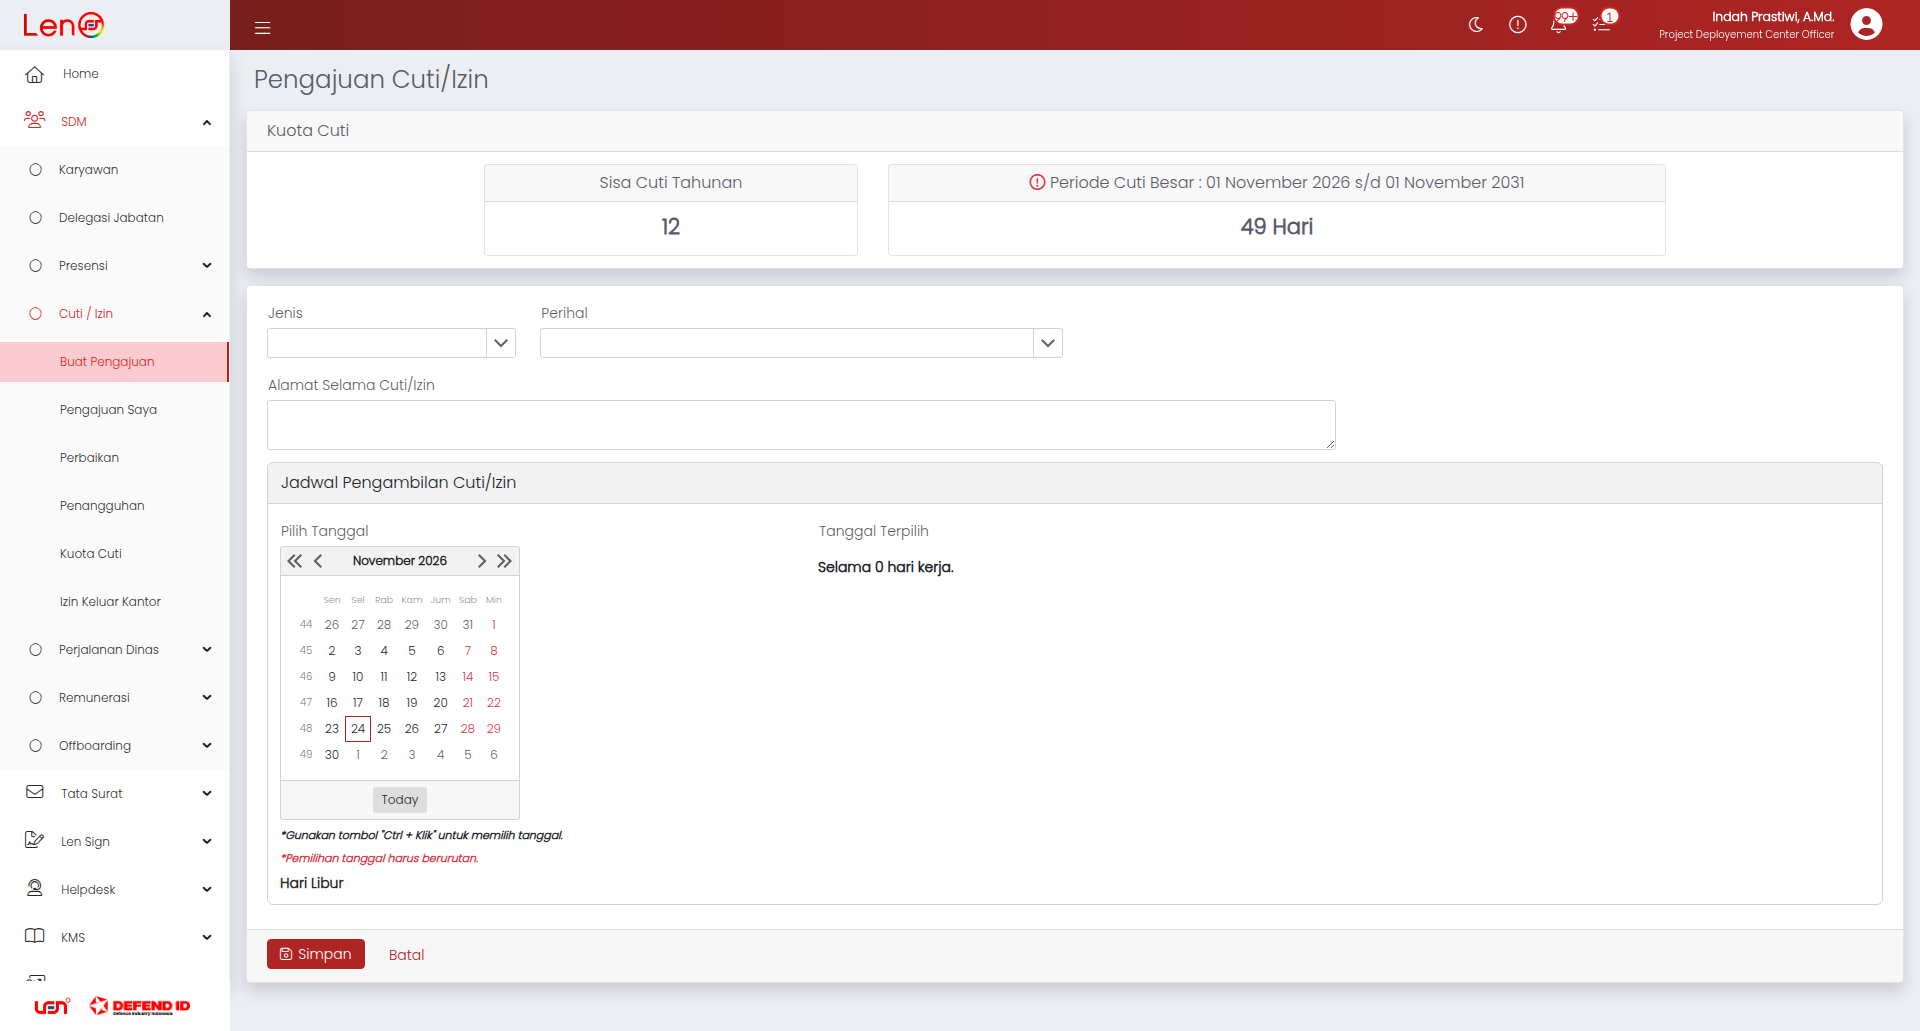 Len
99+
1
Indah Prastiwi, A.Md.
Project Deployement Center Officer
Home
SDM
Karyawan
Delegasi Jabatan
Presensi
Cuti / Izin
Buat Pengajuan
Pengajuan Saya
Perbaikan
Penangguhan
Kuota Cuti
Izin Keluar Kantor
Perjalanan Dinas
Remunerasi
Offboarding
Tata Surat
Len Sign
Helpdesk
KMS
Len
DEFEND ID
Defence Industry Indonesia
Pengajuan Cuti/Izin
Kuota Cuti
Sisa Cuti Tahunan
12
Periode Cuti Besar : 01 November 2026 s/d 01 November 2031
49 Hari
Jenis
Perihal
Alamat Selama Cuti/Izin
Jadwal Pengambilan Cuti/Izin
Pilih Tanggal
November 2026
Sen Sel Rab Kam Jum Sab Min
44 26 27 28 29 30 31 1
45 2 3 4 5 6 7 8
46 9 10 11 12 13 14 15
47 16 17 18 19 20 21 22
48 23 24 25 26 27 28 29
49 30 1 2 3 4 5 6
Today
*Gunakan tombol "Ctrl + Klik" untuk memilih tanggal.
*Pemilihan tanggal harus berurutan.
Hari Libur
Tanggal Terpilih
Selama 0 hari kerja.
Simpan
Batal